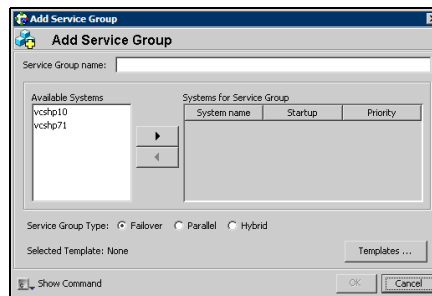 Add Service Group
Add Service Group
Service Group name:
Available Systems
Systems for Service Group
vcshp10
vcshp71
System name Startup Priority
Service Group Type: Failover Parallel Hybrid
Selected Template: None
Templates ...
Show Command
OK Cancel